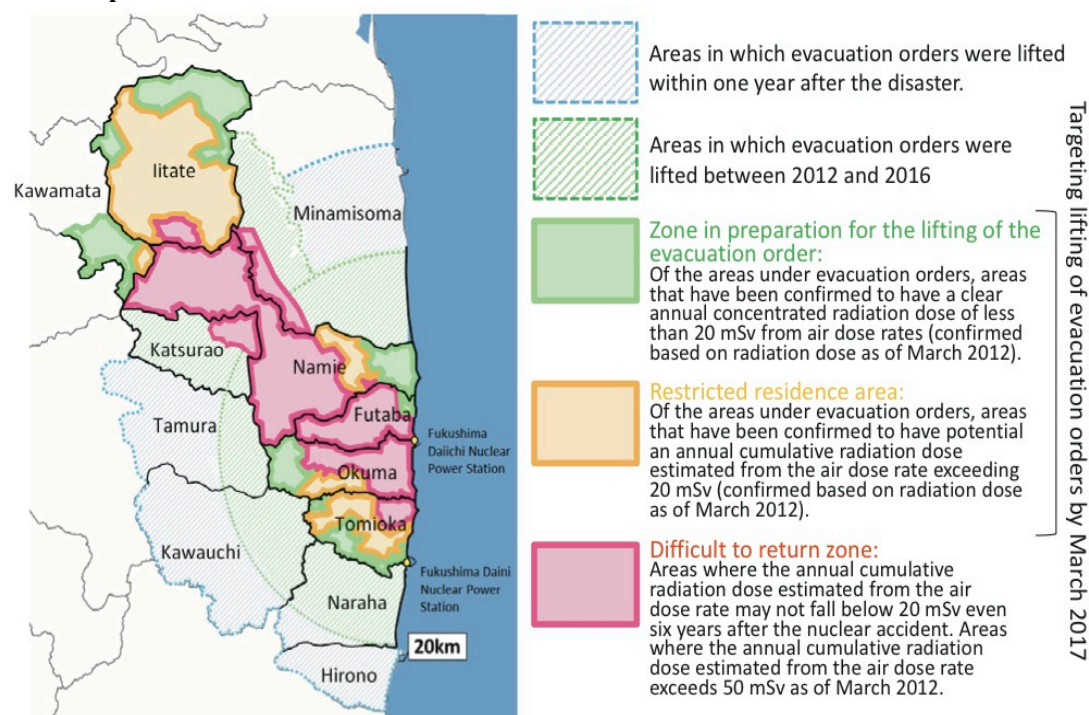 Iitate
Kawamata
Minamisoma
Katsurao
Namie
Tamura
Futaba
Fukushima
Daiichi Nuclear
Power Station
Okuma
Tomioka
Kawauchi
Fukushima Daini
Nuclear Power
Station
Naraha
20km
Hirono
Areas in which evacuation orders were lifted
within one year after the disaster.
Areas in which evacuation orders were
lifted between 2012 and 2016
Zone in preparation for the lifting of the
evacuation order:
Of the areas under evacuation orders, areas
that have been confirmed to have a clear
annual concentrated radiation dose of less
than 20 mSv from air dose rates (confirmed
based on radiation dose as of March 2012).
Restricted residence area:
Of the areas under evacuation orders, areas
that have been confirmed to have potential
an annual cumulative radiation dose
estimated from the air dose rate exceeding
20 mSv (confirmed based on radiation dose
as of March 2012).
Difficult to return zone:
Areas where the annual cumulative
radiation dose estimated from the air
dose rate may not fall below 20 mSv even
six years after the nuclear accident. Areas
where the annual cumulative radiation
dose estimated from the air dose rate
exceeds 50 mSv as of March 2012.
Targeting lifting of evacuation orders by March 2017